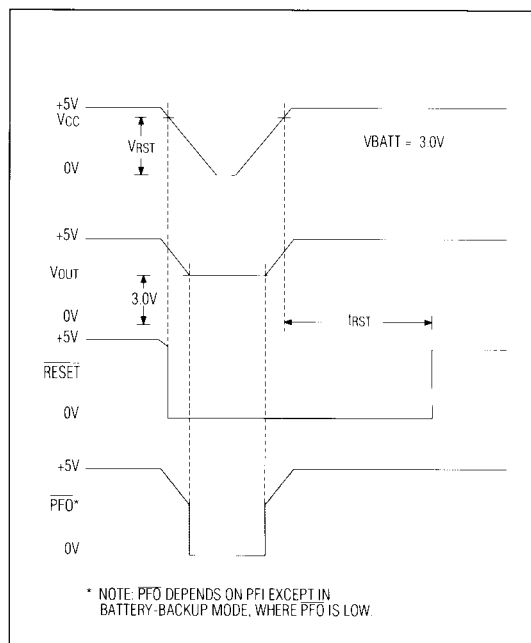 +5V
VCC
VRST
VBATT = 3.0V
0V
+5V
VOUT
3.0V
0V
tRST
+5V
RESET
0V
+5V
PFO*
0V
* NOTE: PFO DEPENDS ON PFI EXCEPT IN
BATTERY-BACKUP MODE, WHERE PFO IS LOW.